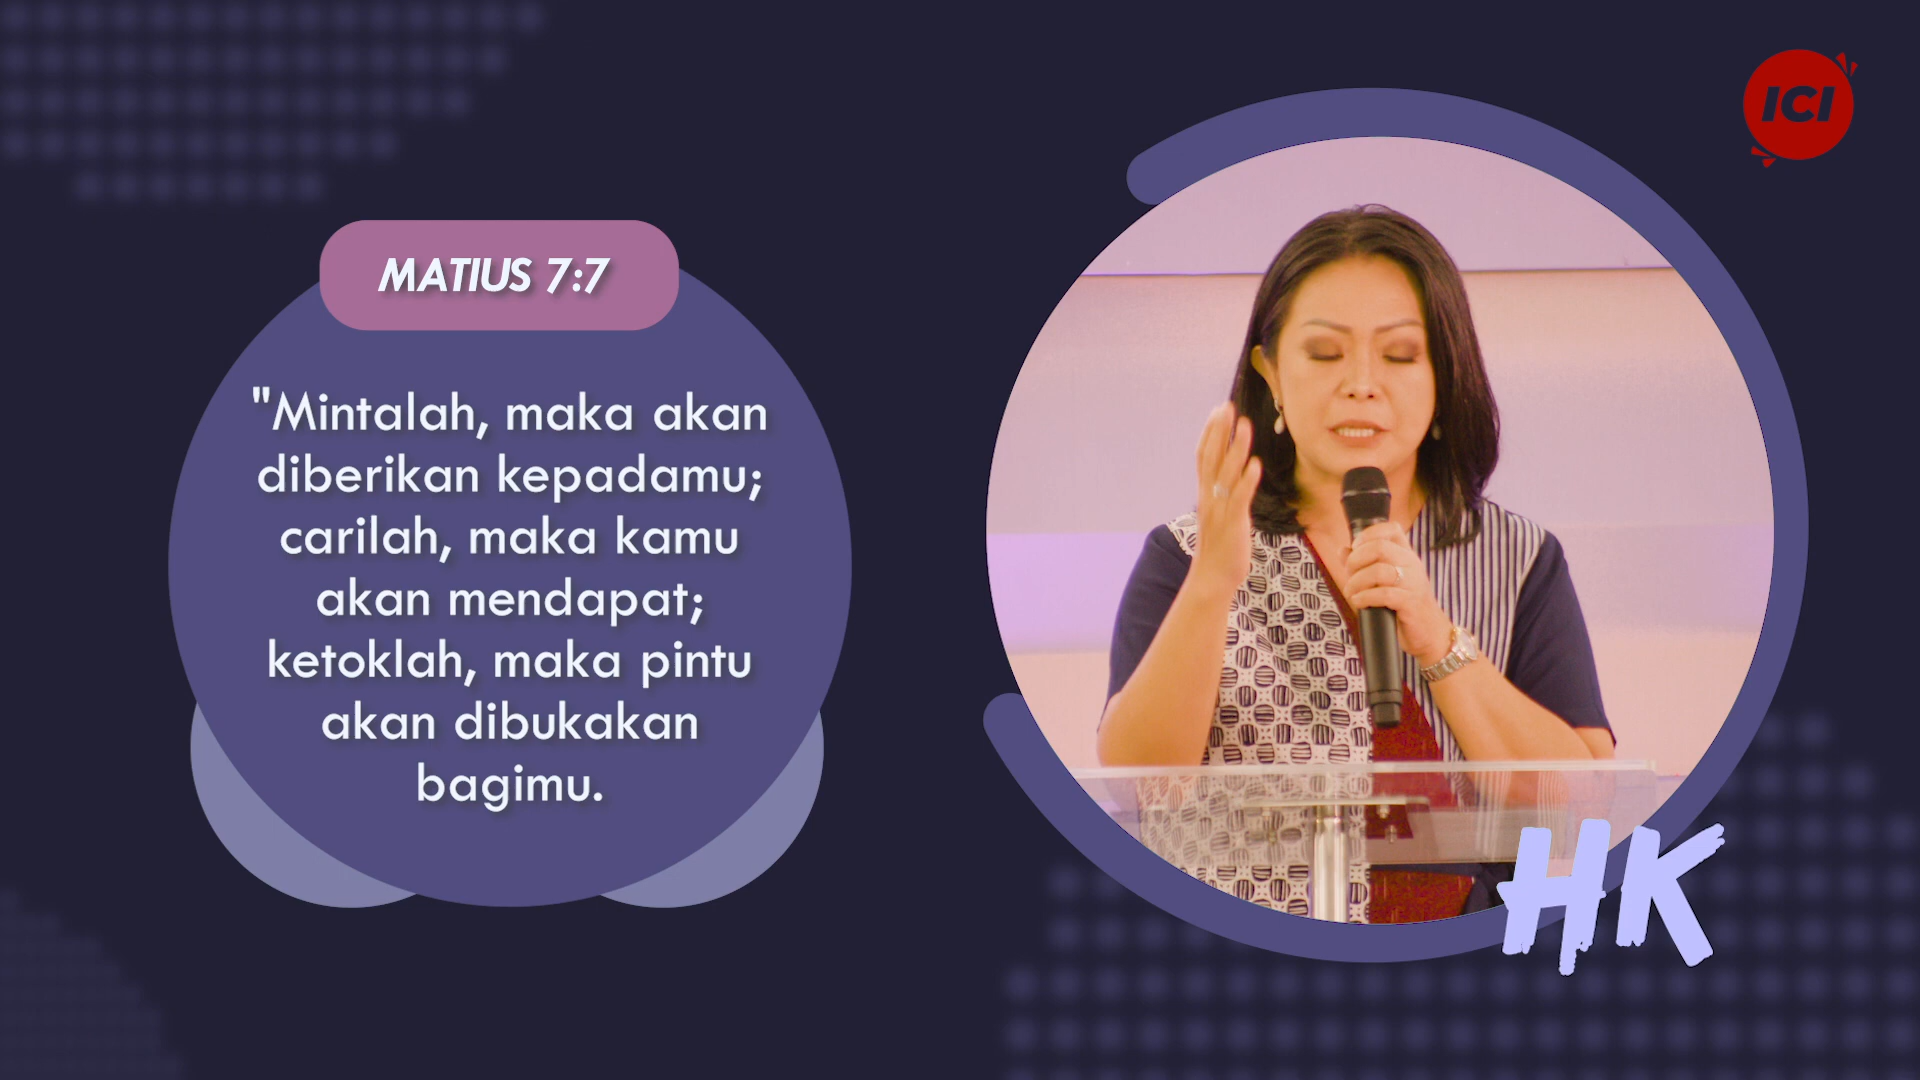 ICI
MATIUS 7:7
"Mintalah, maka akan
diberikan kepadamu;
carilah, maka kamu
akan mendapat;
ketoklah, maka pintu
akan dibukakan
bagimu.
HK